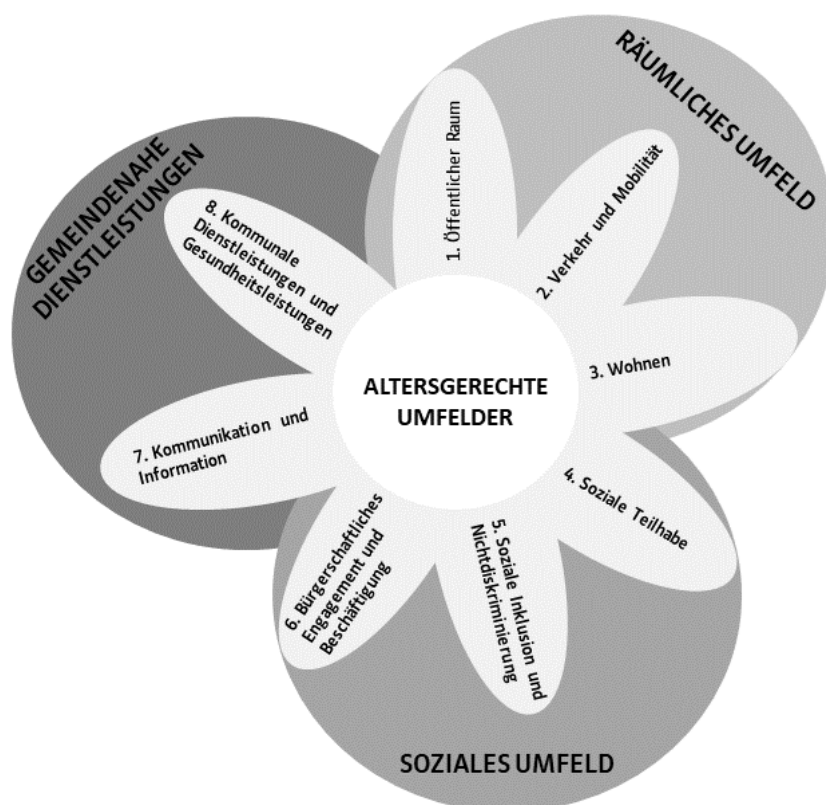 RÄUMLICHES UMFELD
GEMEINDENAHE
DIENSTLEISTUNGEN
1. Öffentlicher Raum
2. Verkehr und Mobilität
3. Wohnen
4. Soziale Teilhabe
5. Soziale Inklusion und
Nichtdiskriminierung
6. Bürgerschaftliches
Engagement und
Beschäftigung
7. Kommunikation und
Information
8. Kommunale
Dienstleistungen und
Gesundheitsleistungen
ALTERSGERECHTE
UMFELDER
SOZIALES UMFELD